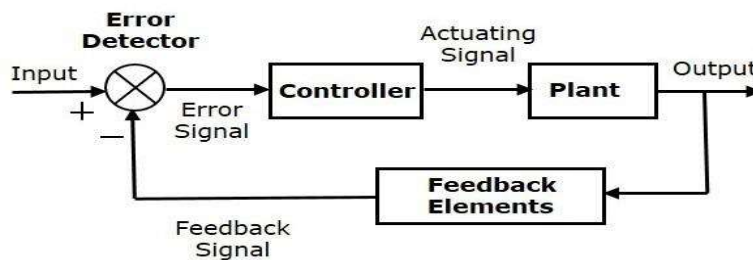 Error
Detector
Input
+
−
Error
Signal
Controller
Actuating
Signal
Plant
Output
Feedback
Elements
Feedback
Signal